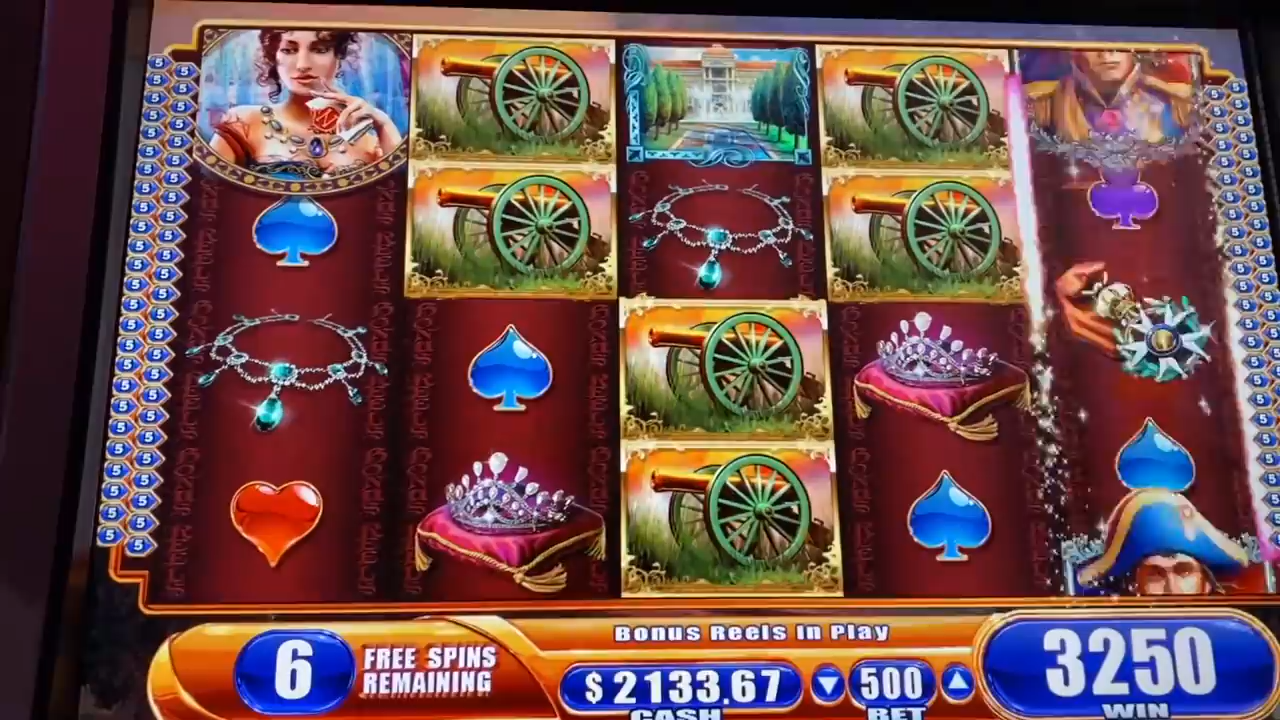 Bonus Reels In Play
6
FREE SPINS
REMAINING
$2133.67
CASH
500
BET
3250
WIN